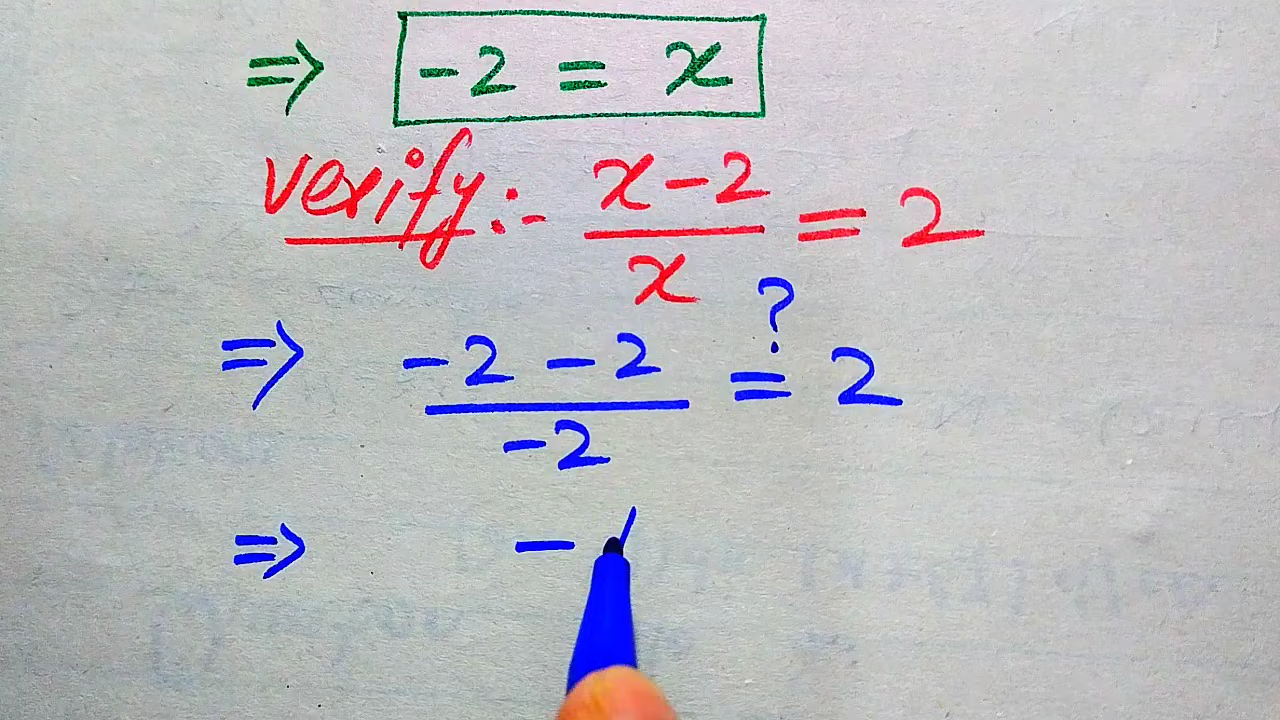 => -2 = x
verify:- x-2/x = 2
?
=> -2-2/-2 = 2
=> -